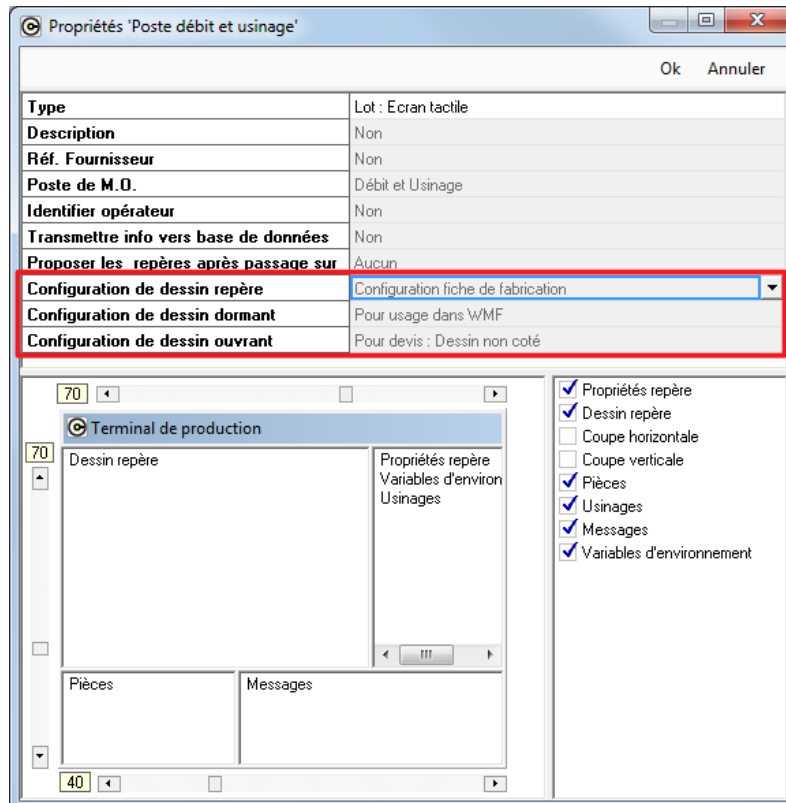 Propriétés 'Poste débit et usinage'
Ok Annuler
Type Lot : Ecran tactile
Description Non
Réf. Fournisseur Non
Poste de M.O. Débit et Usinage
Identifier opérateur Non
Transmettre info vers base de données Non
Proposer les repères après passage sur Aucun
Configuration de dessin repère Configuration fiche de fabrication
Configuration de dessin dormant Pour usage dans WMF
Configuration de dessin ouvrant Pour devis : Dessin non coté
70
Terminal de production
70
Dessin repère
Propriétés repère
Variables d'environ
Usinages
Pièces
Messages
40
Propriétés repère
Dessin repère
Coupe horizontale
Coupe verticale
Pièces
Usinages
Messages
Variables d'environnement